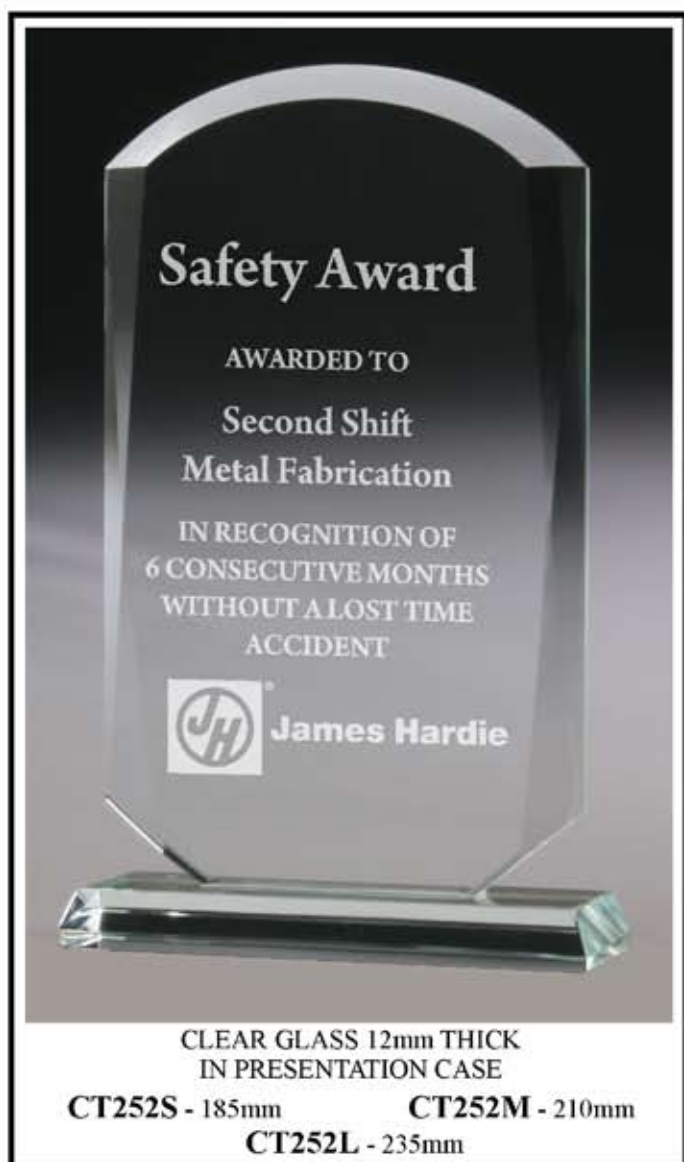 Safety Award
AWARDED TO
Second Shift
Metal Fabrication
IN RECOGNITION OF
6 CONSECUTIVE MONTHS
WITHOUT A LOST TIME
ACCIDENT
JH® James Hardie
CLEAR GLASS 12mm THICK
IN PRESENTATION CASE
CT252S - 185mm CT252M - 210mm
CT252L - 235mm